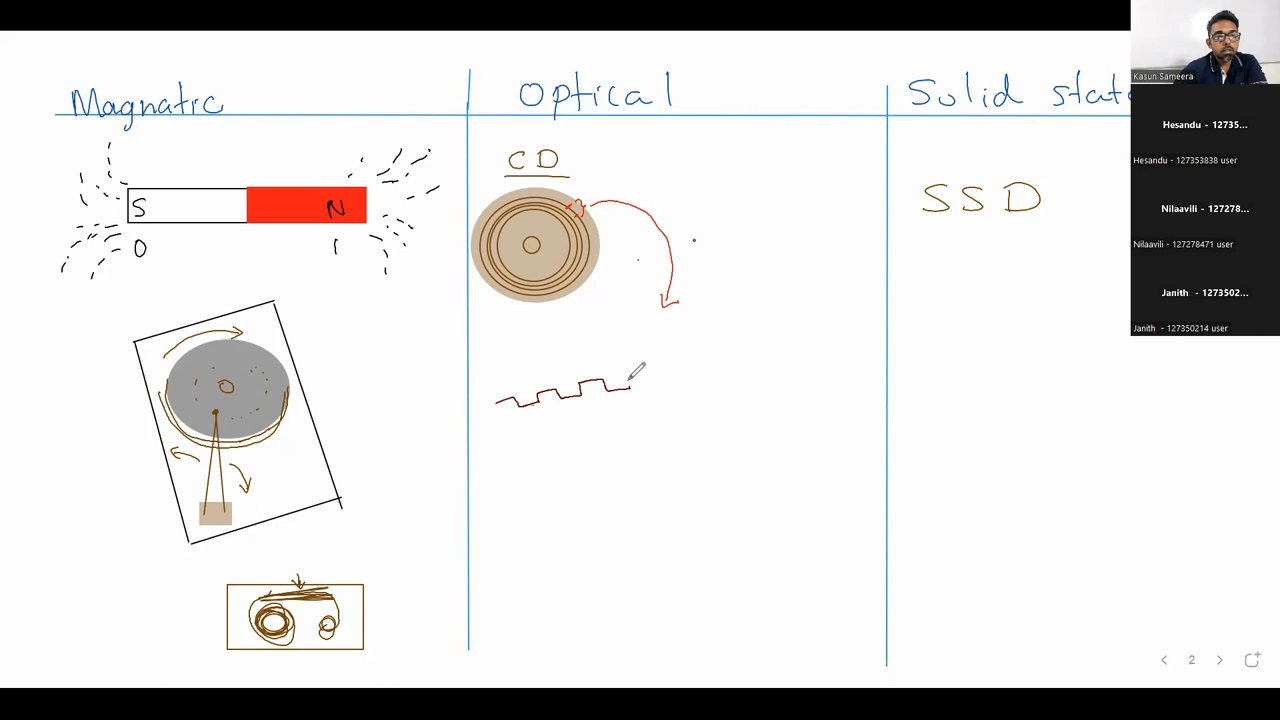 Magnatic
Optical
Solid stat
S
N
0
1
CD
SSD
Kasun Sameera
Hesandu - 12735...
Hesandu - 127353838 user
Nilaavili - 127278...
Nilaavili - 127278471 user
Janith - 1273502...
Janith - 127350214 user
2